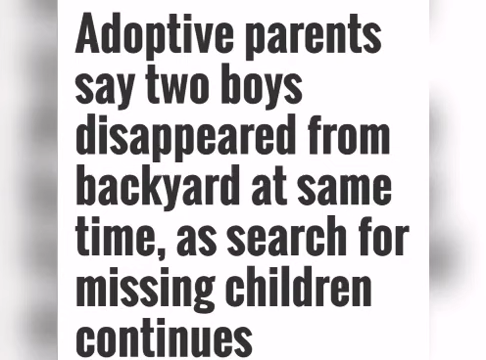 Adoptive parents
say two boys
disappeared from
backyard at same
time, as search for
missing children
continues